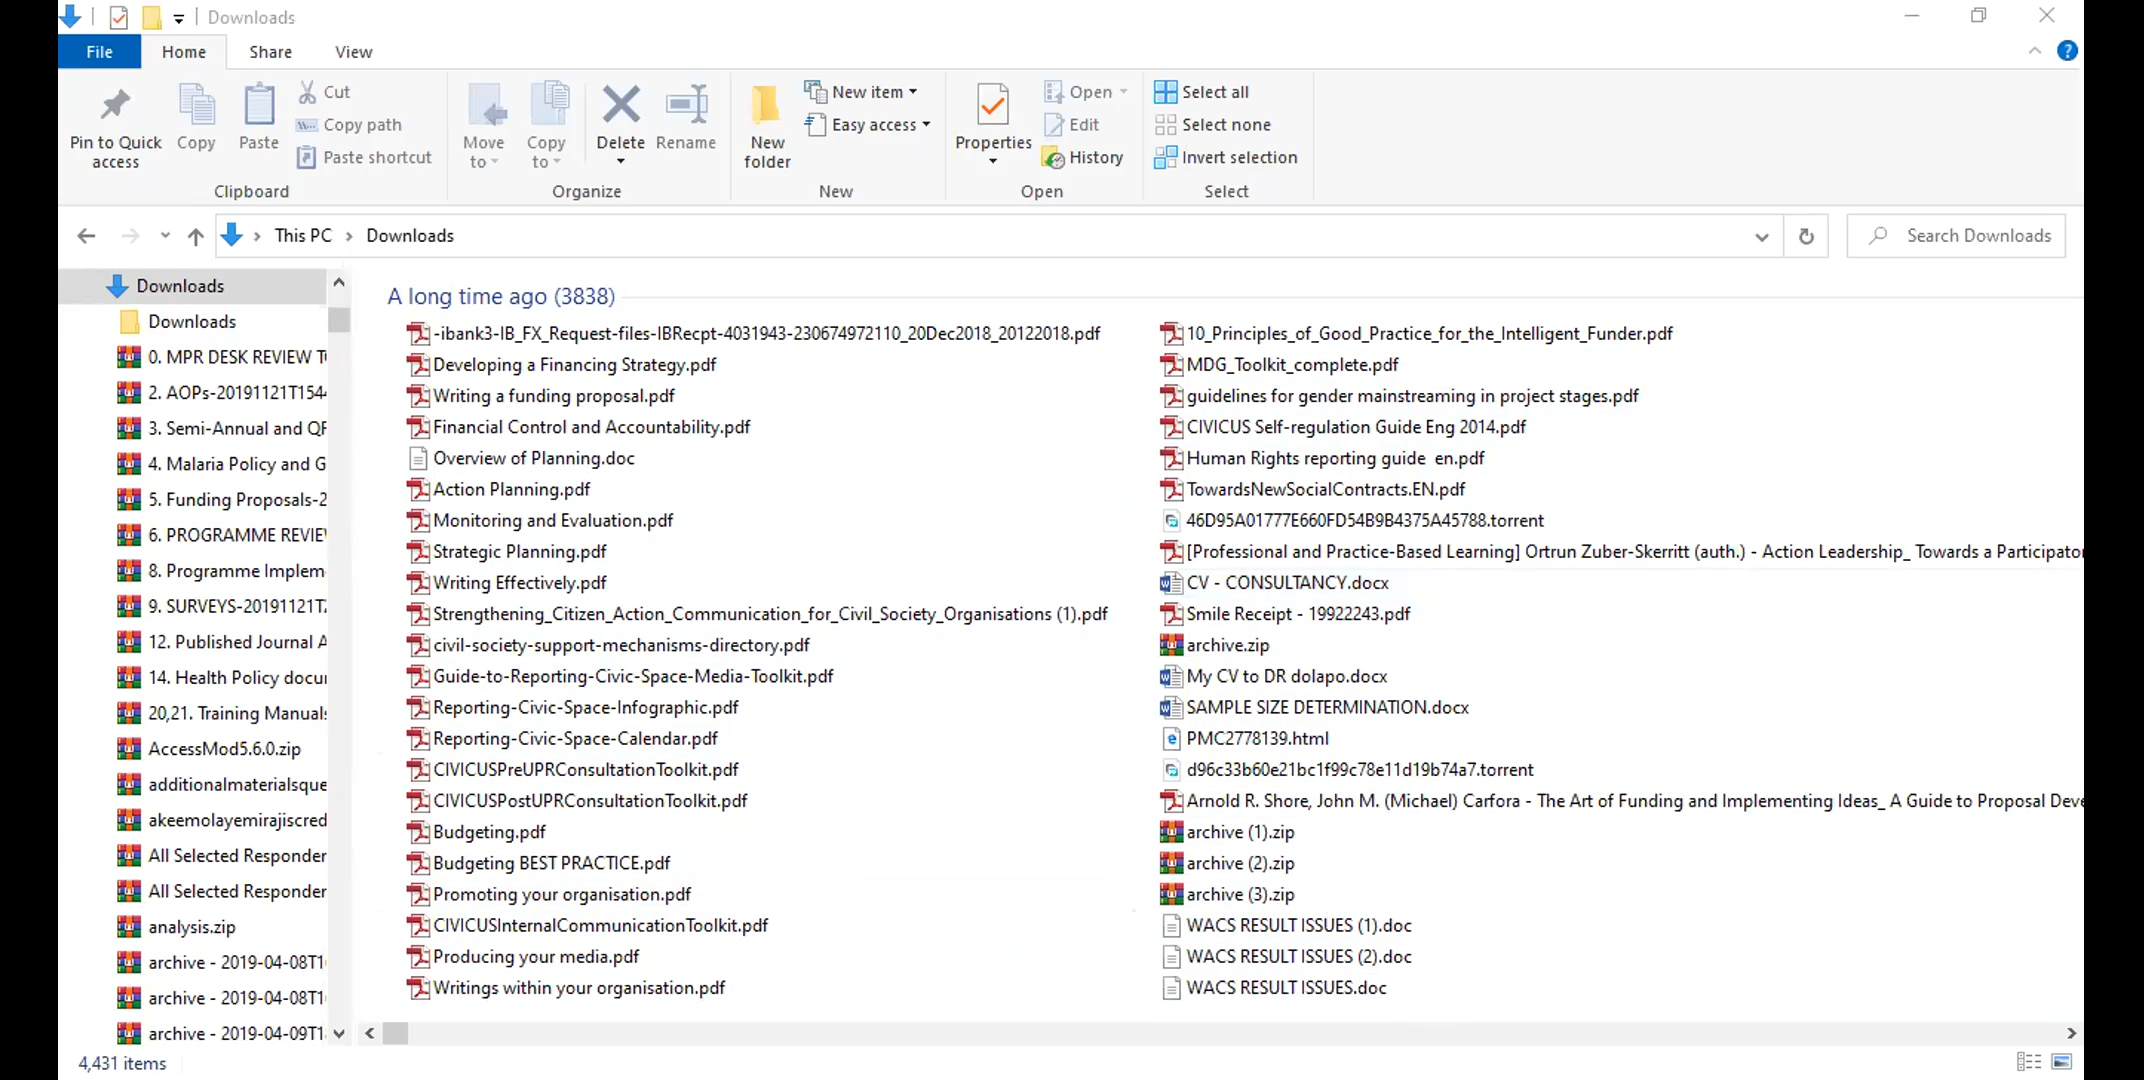 Downloads
File Home Share View
Pin to Quick access
Copy
Paste
Cut
Copy path
Paste shortcut
Clipboard
Move to
Copy to
Delete
Rename
Organize
New folder
New item
Easy access
New
Properties
Open
Edit
History
Open
Select all
Select none
Invert selection
Select
This PC > Downloads
Search Downloads
Downloads
Downloads
0. MPR DESK REVIEW T
2. AOPs-20191121T154
3. Semi-Annual and QF
4. Malaria Policy and G
5. Funding Proposals-2
6. PROGRAMME REVIE
8. Programme Implem
9. SURVEYS-20191121T
12. Published Journal A
14. Health Policy docu
20,21. Training Manual
AccessMod5.6.0.zip
additionalmaterialsque
akeemolayemirajiscred
All Selected Responder
All Selected Responder
analysis.zip
archive - 2019-04-08T1
archive - 2019-04-08T1
archive - 2019-04-09T1
A long time ago (3838)
-ibank3-IB_FX_Request-files-IBRecpt-4031943-230674972110_20Dec2018_20122018.pdf
Developing a Financing Strategy.pdf
Writing a funding proposal.pdf
Financial Control and Accountability.pdf
Overview of Planning.doc
Action Planning.pdf
Monitoring and Evaluation.pdf
Strategic Planning.pdf
Writing Effectively.pdf
Strengthening_Citizen_Action_Communication_for_Civil_Society_Organisations (1).pdf
civil-society-support-mechanisms-directory.pdf
Guide-to-Reporting-Civic-Space-Media-Toolkit.pdf
Reporting-Civic-Space-Infographic.pdf
Reporting-Civic-Space-Calendar.pdf
CIVICUSPreUPRConsultationToolkit.pdf
CIVICUSPostUPRConsultationToolkit.pdf
Budgeting.pdf
Budgeting BEST PRACTICE.pdf
Promoting your organisation.pdf
CIVICUSInternalCommunicationToolkit.pdf
Producing your media.pdf
Writings within your organisation.pdf
10_Principles_of_Good_Practice_for_the_Intelligent_Funder.pdf
MDG_Toolkit_complete.pdf
guidelines for gender mainstreaming in project stages.pdf
CIVICUS Self-regulation Guide Eng 2014.pdf
Human Rights reporting guide  en.pdf
TowardsNewSocialContracts.EN.pdf
46D95A01777E660FD54B9B4375A45788.torrent
[Professional and Practice-Based Learning] Ortrun Zuber-Skerritt (auth.) - Action Leadership_ Towards a Participator
CV - CONSULTANCY.docx
Smile Receipt - 19922243.pdf
archive.zip
My CV to DR dolapo.docx
SAMPLE SIZE DETERMINATION.docx
PMC2778139.html
d96c33b60e21bc1f99c78e11d19b74a7.torrent
Arnold R. Shore, John M. (Michael) Carfora - The Art of Funding and Implementing Ideas_ A Guide to Proposal Deve
archive (1).zip
archive (2).zip
archive (3).zip
WACS RESULT ISSUES (1).doc
WACS RESULT ISSUES (2).doc
WACS RESULT ISSUES.doc
4,431 items